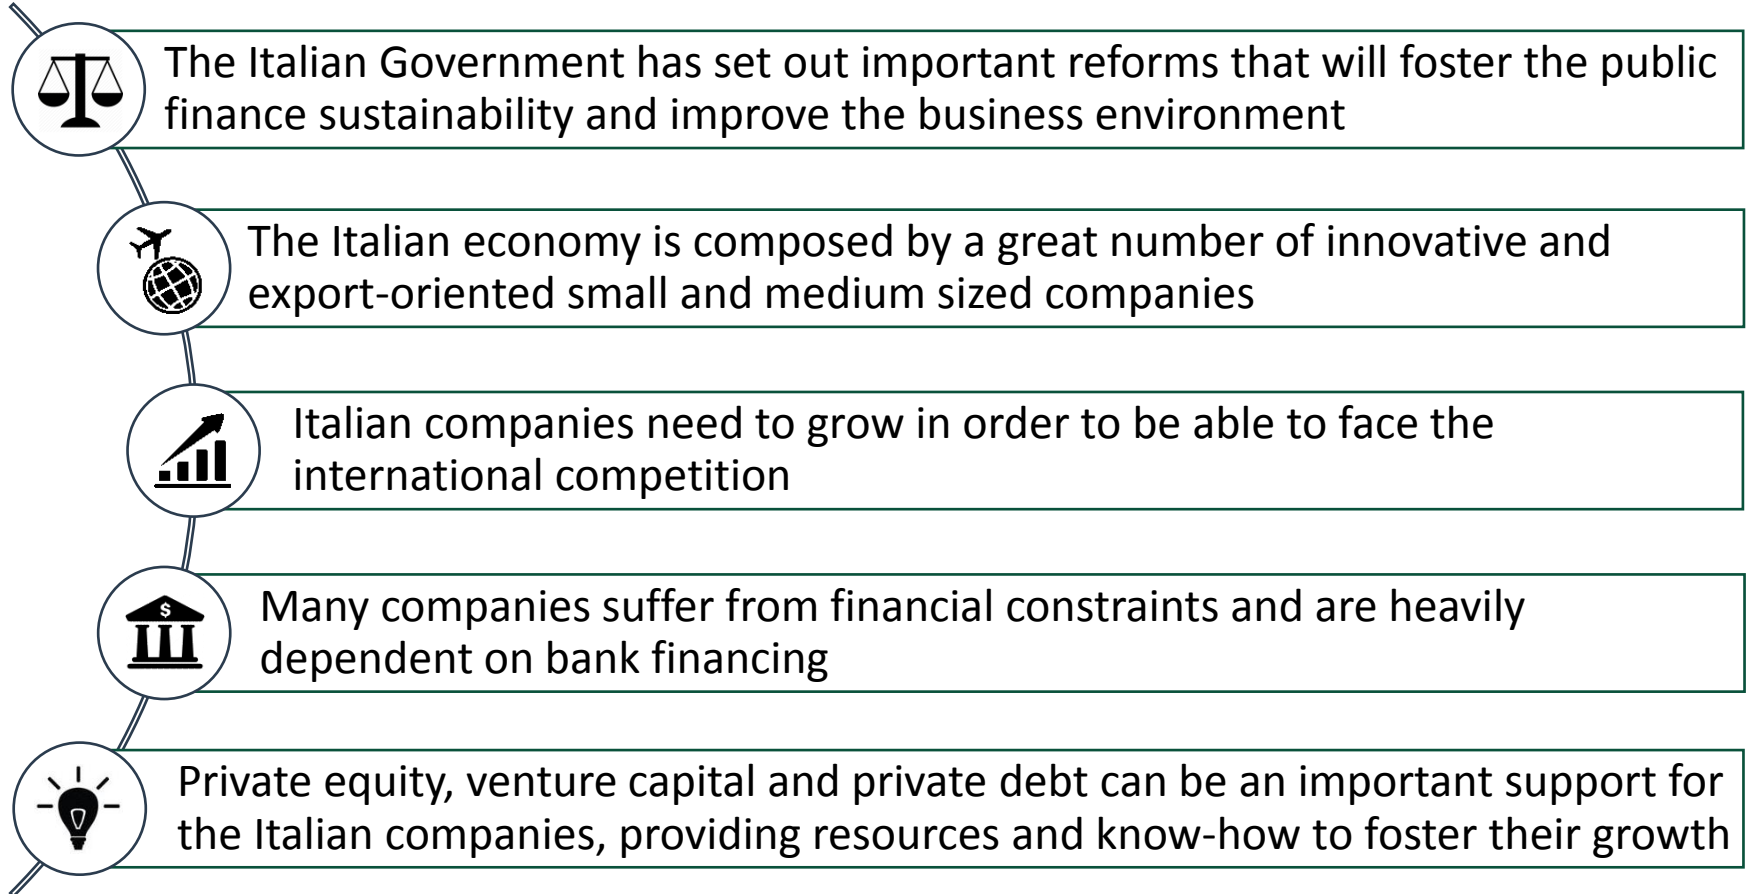 The Italian Government has set out important reforms that will foster the public
finance sustainability and improve the business environment
The Italian economy is composed by a great number of innovative and
export-oriented small and medium sized companies
Italian companies need to grow in order to be able to face the
international competition
$
Many companies suffer from financial constraints and are heavily
dependent on bank financing
Private equity, venture capital and private debt can be an important support for
the Italian companies, providing resources and know-how to foster their growth